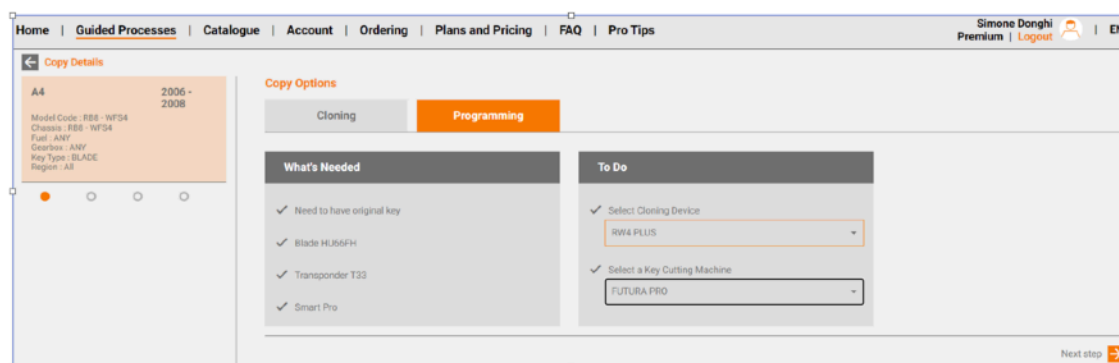 Home | Guided Processes | Catalogue | Account | Ordering | Plans and Pricing | FAQ | Pro Tips
Simone Donghi
Premium | Logout
| EN
Copy Details
A4 2006 - 2008
Model Code : RB8 - WFS4
Chassis : RB8 - WFS4
Fuel : ANY
Gearbox : ANY
Key Type : BLADE
Region : All
Copy Options
Cloning
Programming
What's Needed
Need to have original key
Blade HU66FH
Transponder T33
Smart Pro
To Do
Select Cloning Device
RW4 PLUS
Select a Key Cutting Machine
FUTURA PRO
Next step